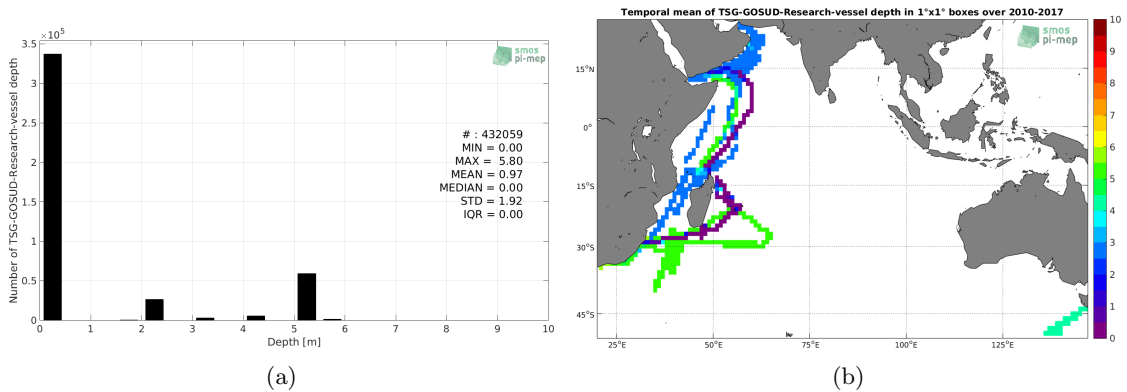 ×10⁵
3.5
3
2.5
2
1.5
1
0.5
0
0 1 2 3 4 5 6 7 8 9 10
Number of TSG-GOSUD-Research-vessel depth
Depth [m]
smos
pi-mep
# : 432059
MIN = 0.00
MAX = 5.80
MEAN = 0.97
MEDIAN = 0.00
STD = 1.92
IQR = 0.00
(a)
Temporal mean of TSG-GOSUD-Research-vessel depth in 1°x1° boxes over 2010-2017
smos
pi-mep
15°N
0°
15°S
30°S
45°S
25°E 50°E 75°E 100°E 125°E
10
9
8
7
6
5
4
3
2
1
0
(b)